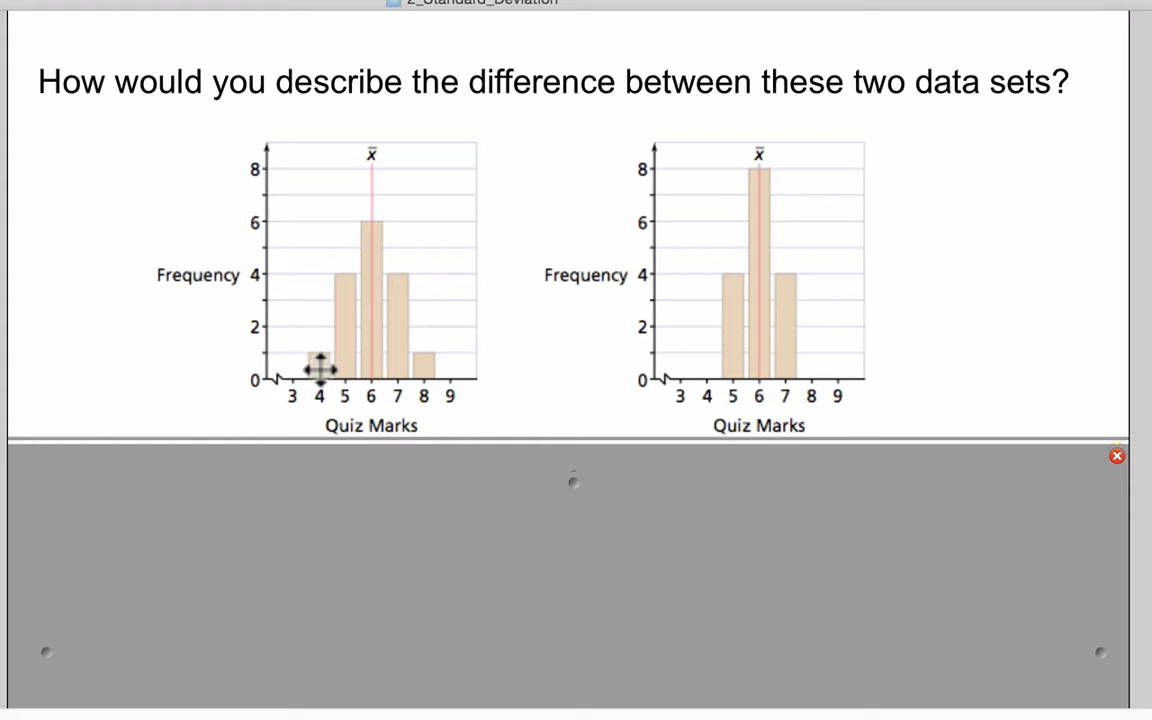 2_Standard_Deviation
How would you describe the difference between these two data sets?
x̄ x̄
8 8
6 6
Frequency 4 Frequency 4
2 2
0 0
3 4 5 6 7 8 9 3 4 5 6 7 8 9
Quiz Marks Quiz Marks